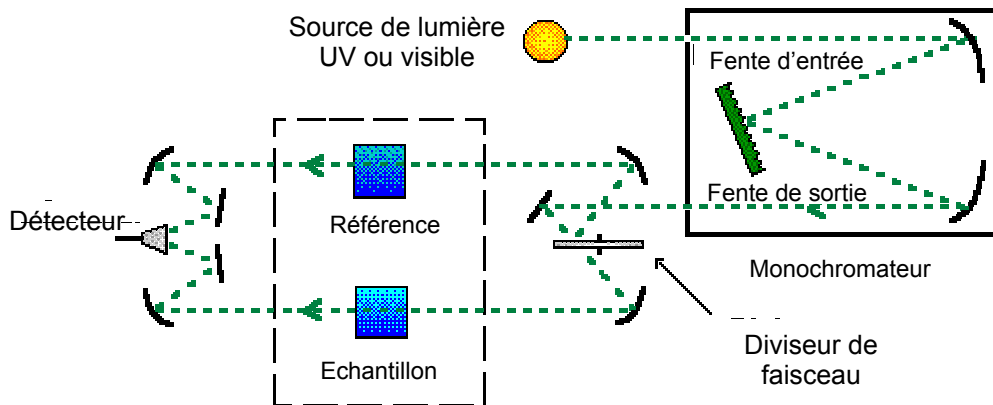 Source de lumière
UV ou visible
Fente d'entrée
Fente de sortie
Détecteur
Référence
Monochromateur
Echantillon
Diviseur de
faisceau